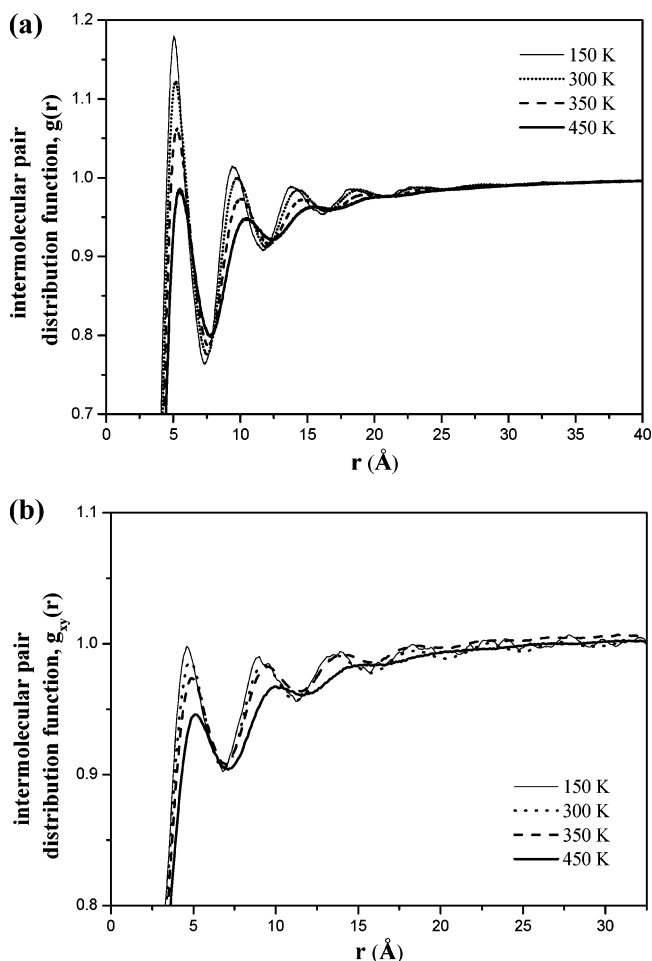 (a)
1.2
1.1
1.0
0.9
0.8
0.7
intermolecular pair
distribution function, g(r)
150 K
300 K
350 K
450 K
0 5 10 15 20 25 30 35 40
r (Å)
(b)
1.1
1.0
0.9
0.8
intermolecular pair
distribution function, g_xy(r)
150 K
300 K
350 K
450 K
0 5 10 15 20 25 30
r (Å)